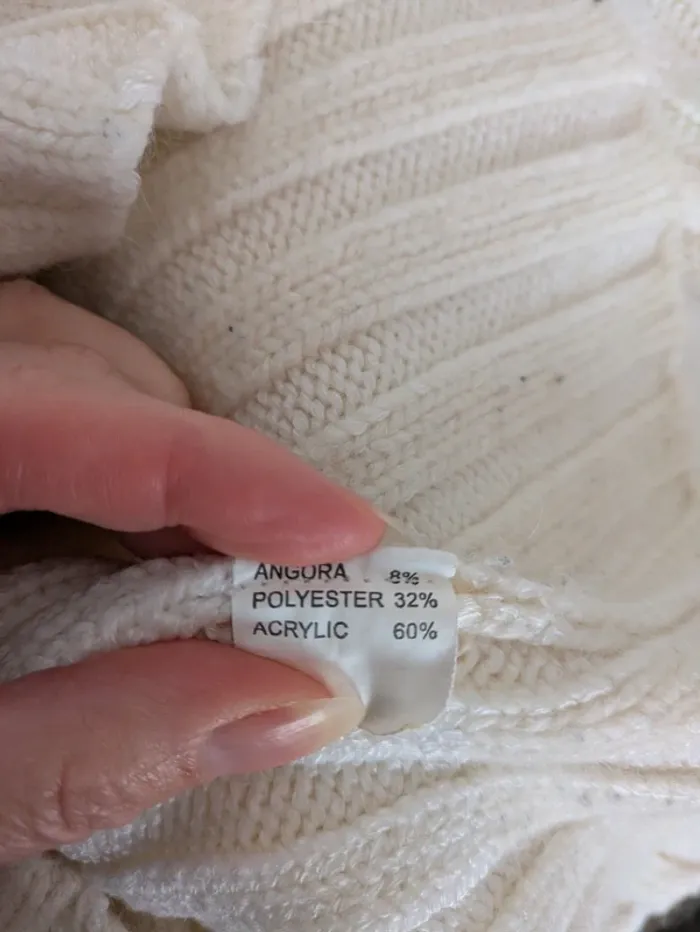 ANGORA 8%
POLYESTER 32%
ACRYLIC 60%